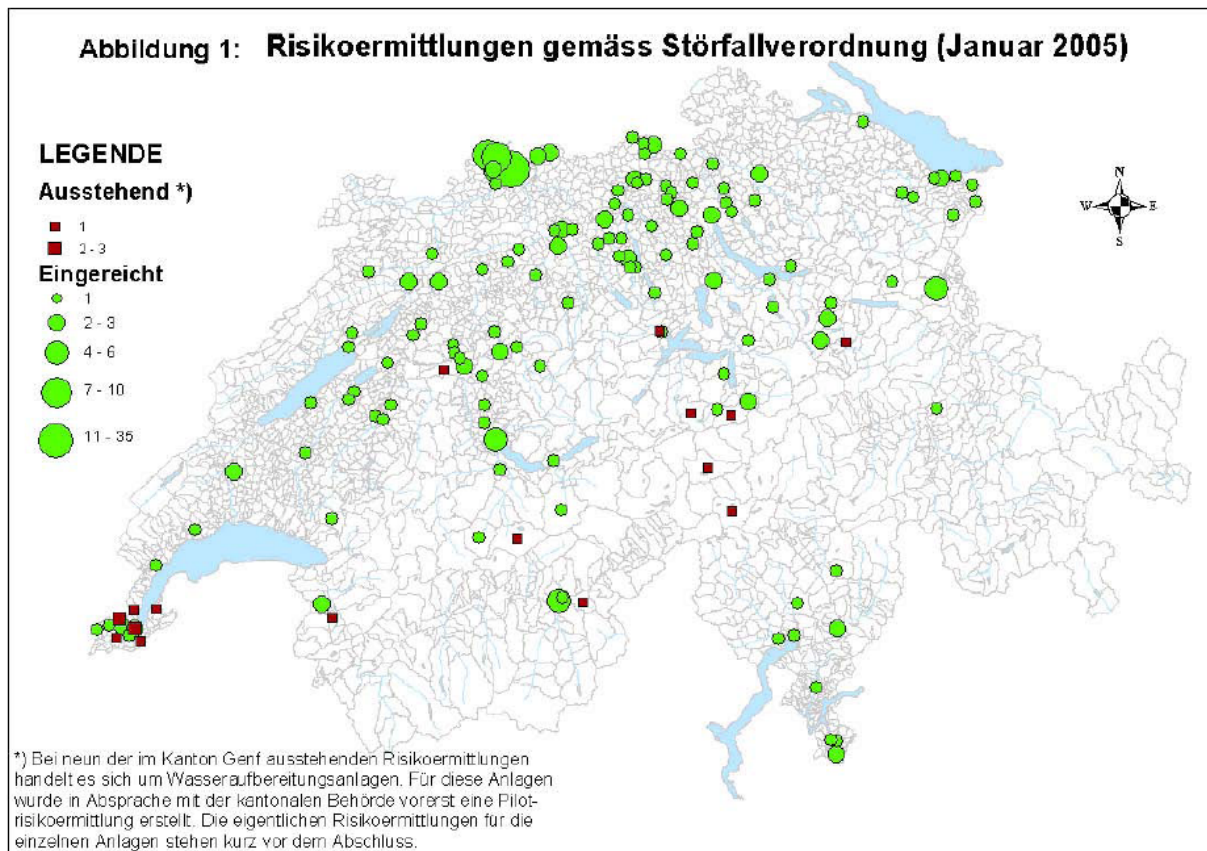 Abbildung 1: Risikoermittlungen gemäss Störfallverordnung (Januar 2005)
LEGENDE
Ausstehend *)
1
2 - 3
Eingereicht
1
2 - 3
4 - 6
7 - 10
11 - 35
N
W E
S
*) Bei neun der im Kanton Genf ausstehenden Risikoermittlungen
handelt es sich um Wasseraufbereitungsanlagen. Für diese Anlagen
wurde in Absprache mit der kantonalen Behörde vorerst eine Pilot-
risikoermittlung erstellt. Die eigentlichen Risikoermittlungen für die
einzelnen Anlagen stehen kurz vor dem Abschluss.